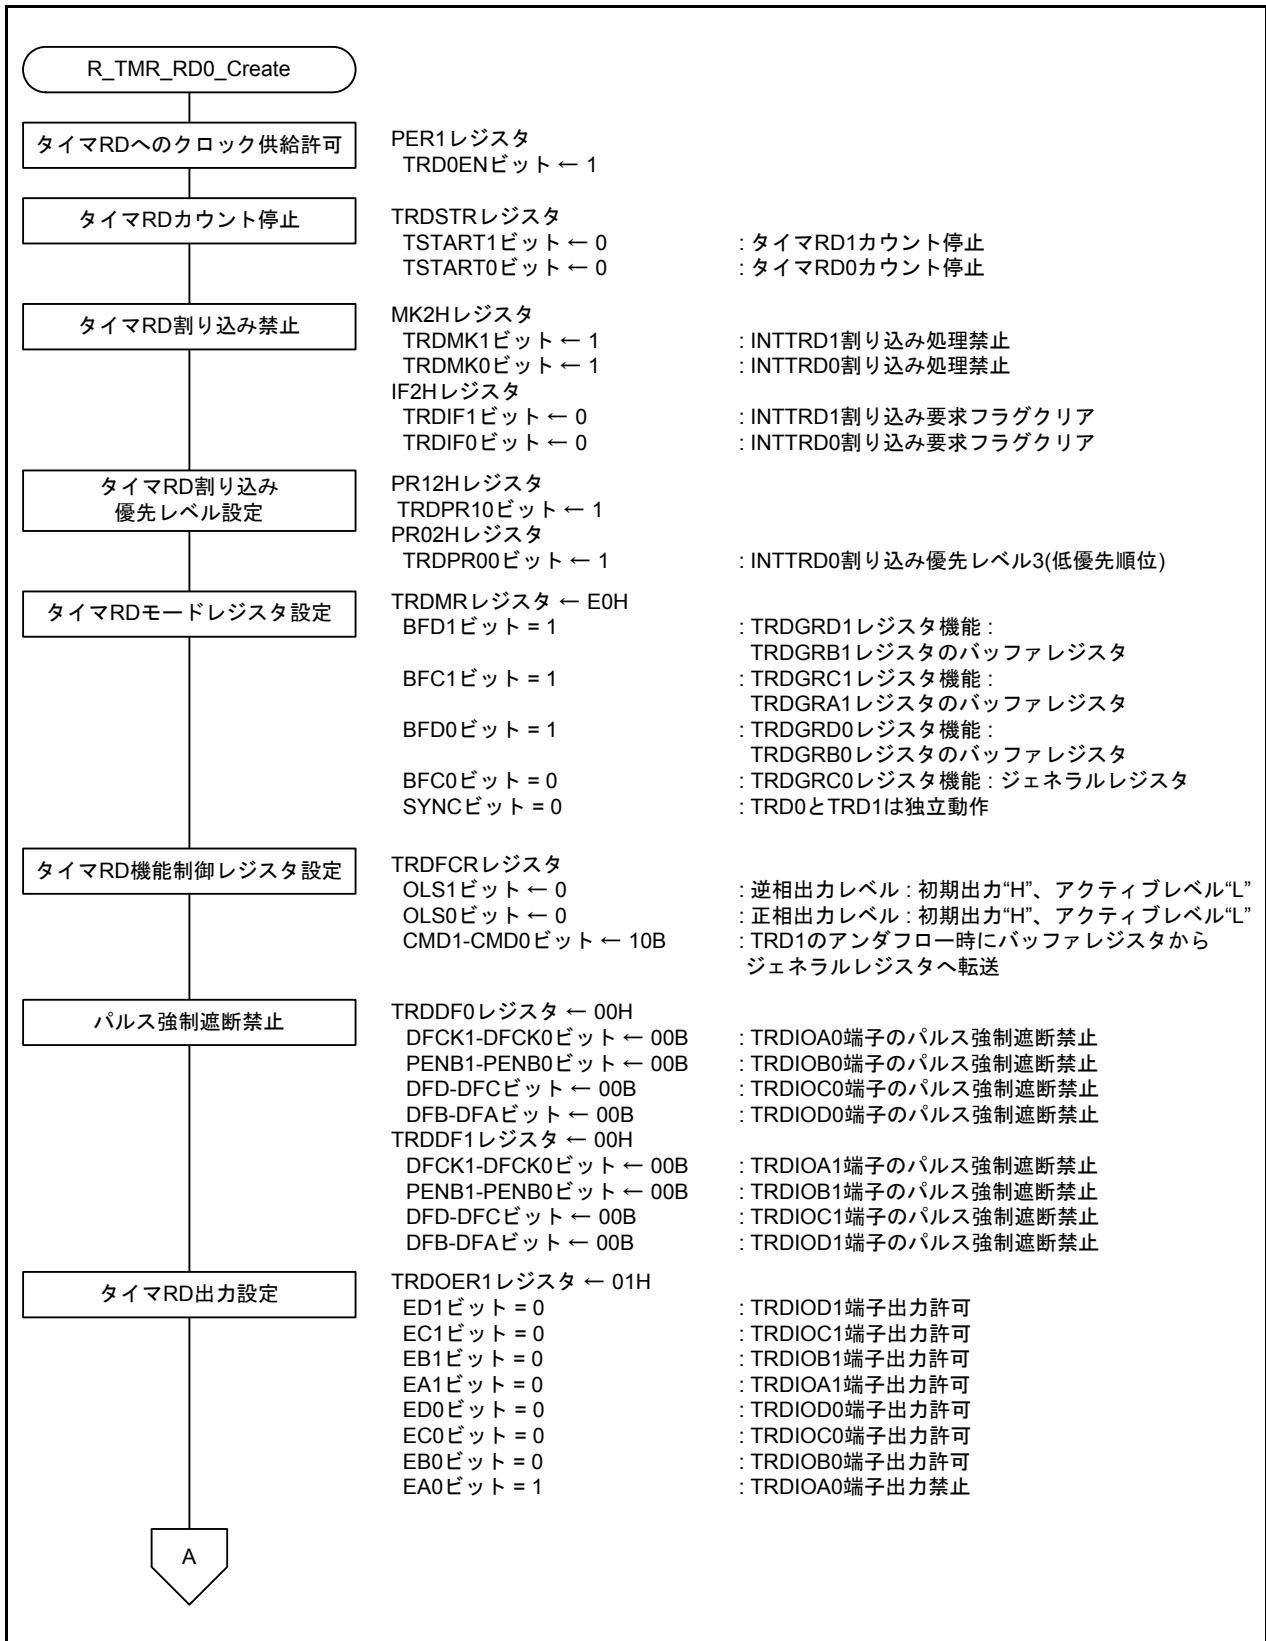 R_TMR_RD0_Create
タイマRDへのクロック供給許可
PER1レジスタ
TRD0ENビット ← 1
タイマRDカウント停止
TRDSTRレジスタ
TSTART1ビット ← 0 : タイマRD1カウント停止
TSTART0ビット ← 0 : タイマRD0カウント停止
タイマRD割り込み禁止
MK2Hレジスタ
TRDMK1ビット ← 1 : INTTRD1割り込み処理禁止
TRDMK0ビット ← 1 : INTTRD0割り込み処理禁止
IF2Hレジスタ
TRDIF1ビット ← 0 : INTTRD1割り込み要求フラグクリア
TRDIF0ビット ← 0 : INTTRD0割り込み要求フラグクリア
タイマRD割り込み
優先レベル設定
PR12Hレジスタ
TRDPR10ビット ← 1
PR02Hレジスタ
TRDPR00ビット ← 1 : INTTRD0割り込み優先レベル3(低優先順位)
タイマRDモードレジスタ設定
TRDMRレジスタ ← E0H
BFD1ビット = 1 : TRDGRD1レジスタ機能 :
TRDGRB1レジスタのバッファレジスタ
BFC1ビット = 1 : TRDGRC1レジスタ機能 :
TRDGRA1レジスタのバッファレジスタ
BFD0ビット = 1 : TRDGRD0レジスタ機能 :
TRDGRB0レジスタのバッファレジスタ
BFC0ビット = 0 : TRDGRC0レジスタ機能 : ジェネラルレジスタ
SYNCビット = 0 : TRD0とTRD1は独立動作
タイマRD機能制御レジスタ設定
TRDFCRレジスタ
OLS1ビット ← 0 : 逆相出力レベル : 初期出力“H”、アクティブレベル“L”
OLS0ビット ← 0 : 正相出力レベル : 初期出力“H”、アクティブレベル“L”
CMD1-CMD0ビット ← 10B : TRD1のアンダフロー時にバッファレジスタから
ジェネラルレジスタへ転送
パルス強制遮断禁止
TRDDF0レジスタ ← 00H
DFCK1-DFCK0ビット ← 00B : TRDIOA0端子のパルス強制遮断禁止
PENB1-PENB0ビット ← 00B : TRDIOB0端子のパルス強制遮断禁止
DFD-DFCビット ← 00B : TRDIOC0端子のパルス強制遮断禁止
DFB-DFAビット ← 00B : TRDIOD0端子のパルス強制遮断禁止
TRDDF1レジスタ ← 00H
DFCK1-DFCK0ビット ← 00B : TRDIOA1端子のパルス強制遮断禁止
PENB1-PENB0ビット ← 00B : TRDIOB1端子のパルス強制遮断禁止
DFD-DFCビット ← 00B : TRDIOC1端子のパルス強制遮断禁止
DFB-DFAビット ← 00B : TRDIOD1端子のパルス強制遮断禁止
タイマRD出力設定
TRDOER1レジスタ ← 01H
ED1ビット = 0 : TRDIOD1端子出力許可
EC1ビット = 0 : TRDIOC1端子出力許可
EB1ビット = 0 : TRDIOB1端子出力許可
EA1ビット = 0 : TRDIOA1端子出力許可
ED0ビット = 0 : TRDIOD0端子出力許可
EC0ビット = 0 : TRDIOC0端子出力許可
EB0ビット = 0 : TRDIOB0端子出力許可
EA0ビット = 1 : TRDIOA0端子出力禁止
A